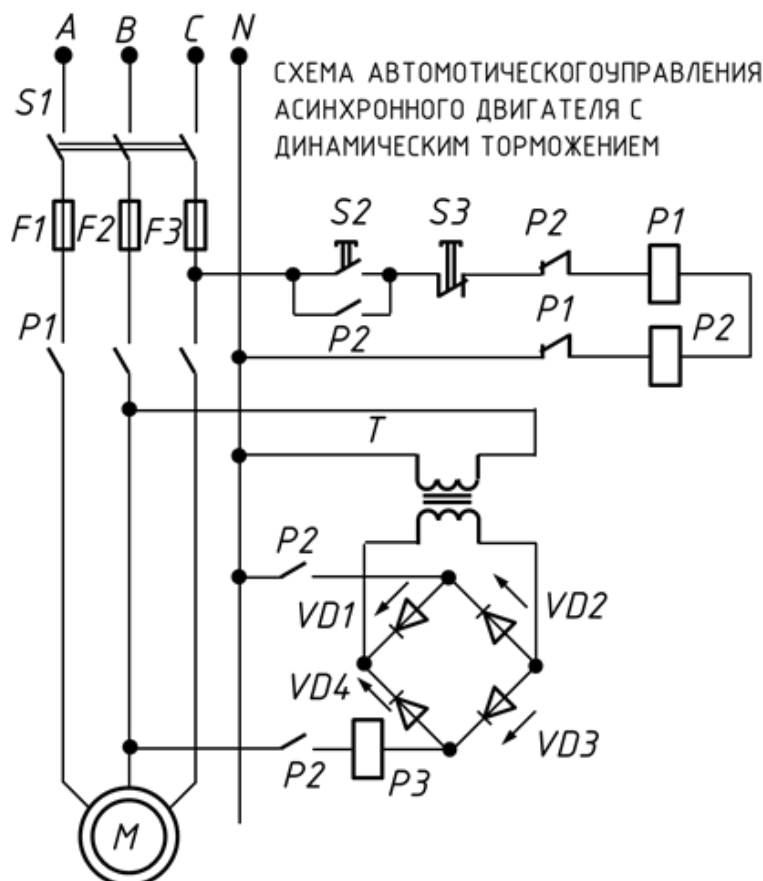 A B C N
СХЕМА АВТОМОТИЧЕСКОГОУПРАВЛЕНИЯ
АСИНХРОННОГО ДВИГАТЕЛЯ С
ДИНАМИЧЕСКИМ ТОРМОЖЕНИЕМ
S1
F1 F2 F3
S2 S3 P2 P1
P1
P2 P1 P2
T
P2
VD1 VD2
VD4
VD3
P2 P3
M